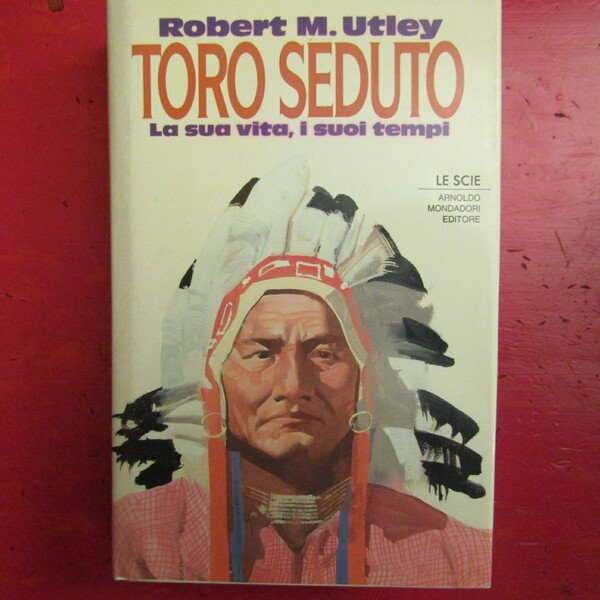 Robert M. Utley
TORO SEDUTO
La sua vita, i suoi tempi
LE SCIE
ARNOLDO
MONDADORI
EDITORE